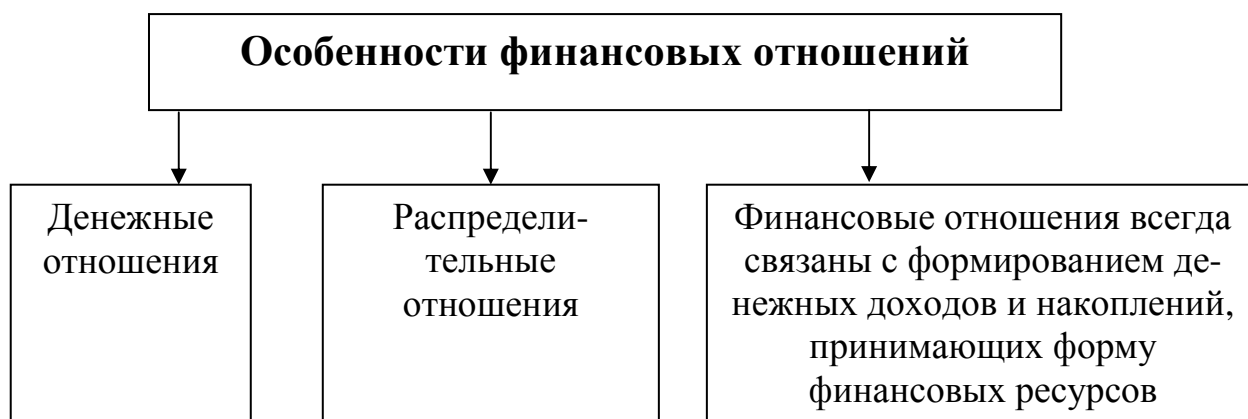 Особенности финансовых отношений
Денежные
отношения
Распредели-
тельные
отношения
Финансовые отношения всегда
связаны с формированием де-
нежных доходов и накоплений,
принимающих форму
финансовых ресурсов